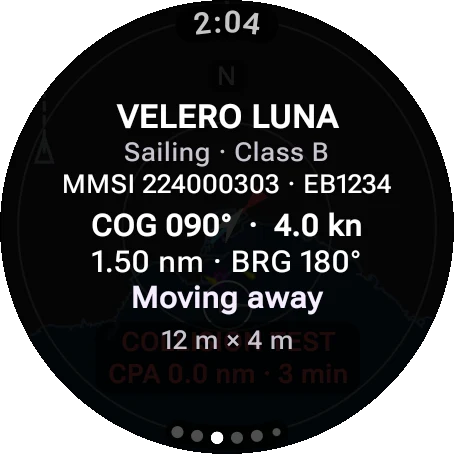 2:04
N
VELERO LUNA
Sailing · Class B
MMSI 224000303 · EB1234
COG 090° · 4.0 kn
1.50 nm · BRG 180°
Moving away
12 m × 4 m
CPA 0.0 nm · 3 min